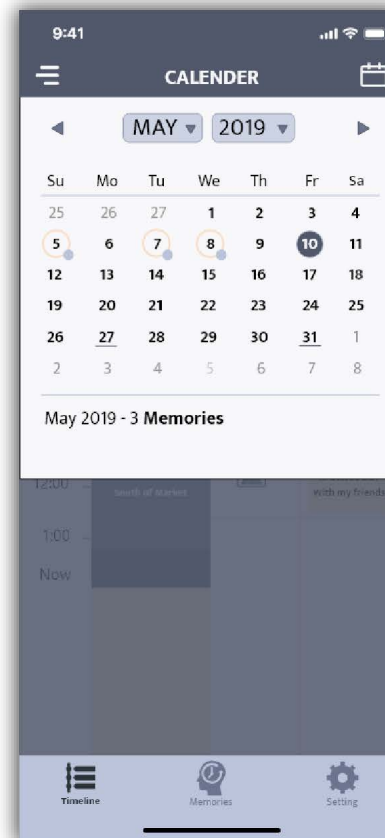 9:41
CALENDER
MAY 2019
Su Mo Tu We Th Fr Sa
25 26 27 1 2 3 4
5 6 7 8 9 10 11
12 13 14 15 16 17 18
19 20 21 22 23 24 25
26 27 28 29 30 31 1
2 3 4 5 6 7 8
May 2019 - 3 Memories
12:00
South of Market
With my friends
1:00
Now
Timeline Memories Setting